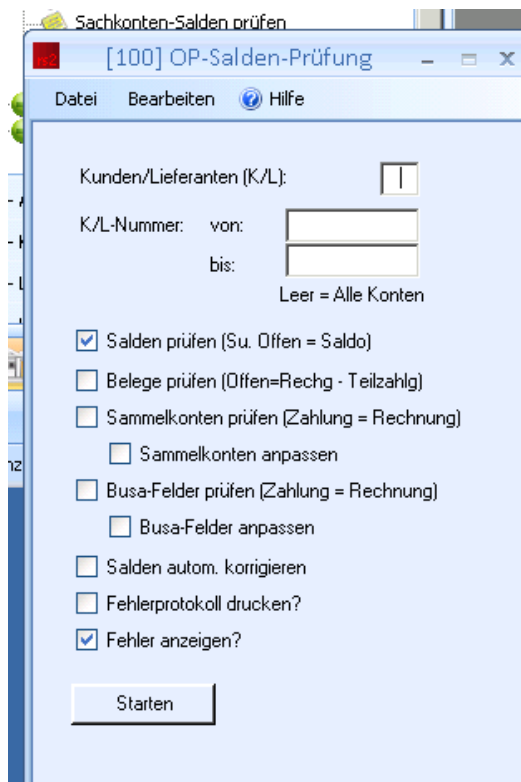 Sachkonten-Salden prüfen
rs2 [100] OP-Salden-Prüfung
Datei Bearbeiten Hilfe
Kunden/Lieferanten (K/L):
K/L-Nummer: von:
bis:
Leer = Alle Konten
Salden prüfen (Su. Offen = Saldo)
Belege prüfen (Offen=Rechg - Teilzahlg)
Sammelkonten prüfen (Zahlung = Rechnung)
Sammelkonten anpassen
nz
Busa-Felder prüfen (Zahlung = Rechnung)
Busa-Felder anpassen
Salden autom. korrigieren
Fehlerprotokoll drucken?
Fehler anzeigen?
Starten